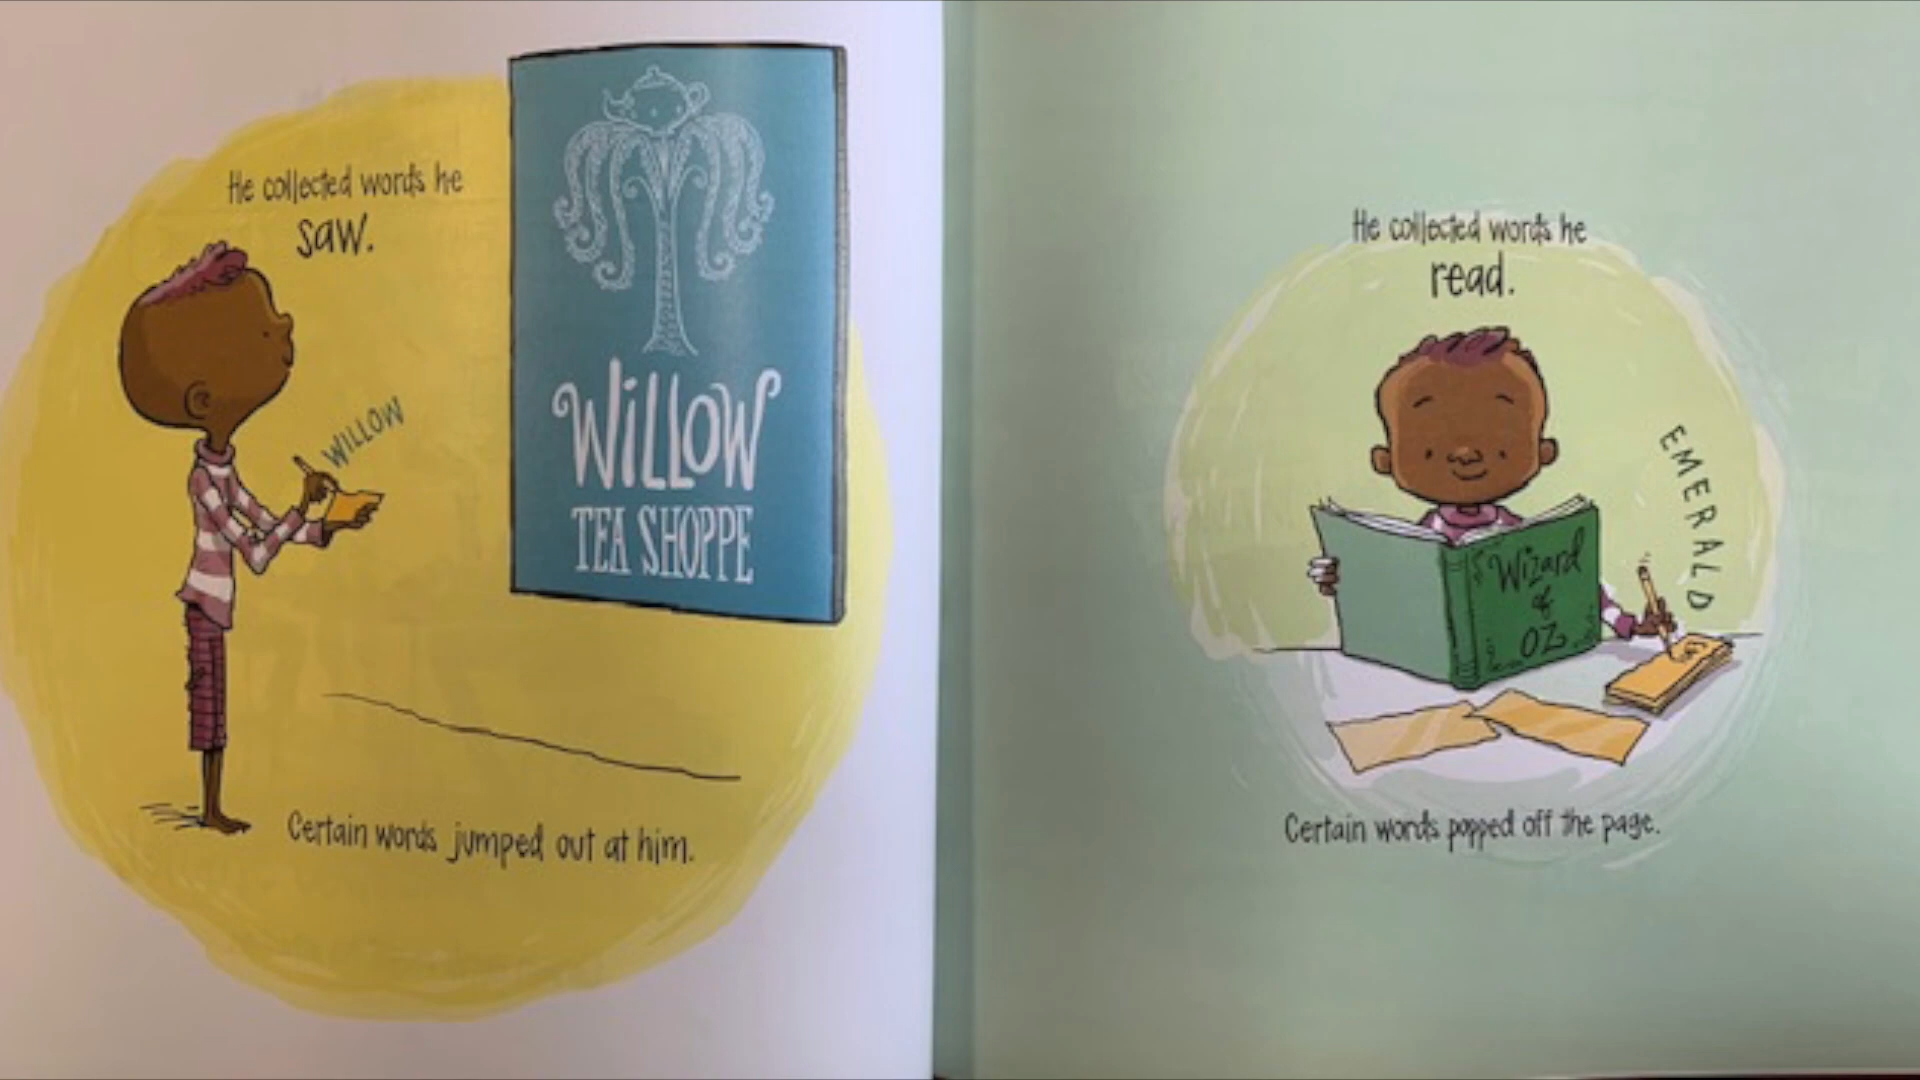 He collected words he
saw.
WILLOW
WiLLOW
TEA SHOPPE
Certain words jumped out at him.
He collected words he
read.
EMERALD
Wizard
of
OZ
Certain words popped off the page.